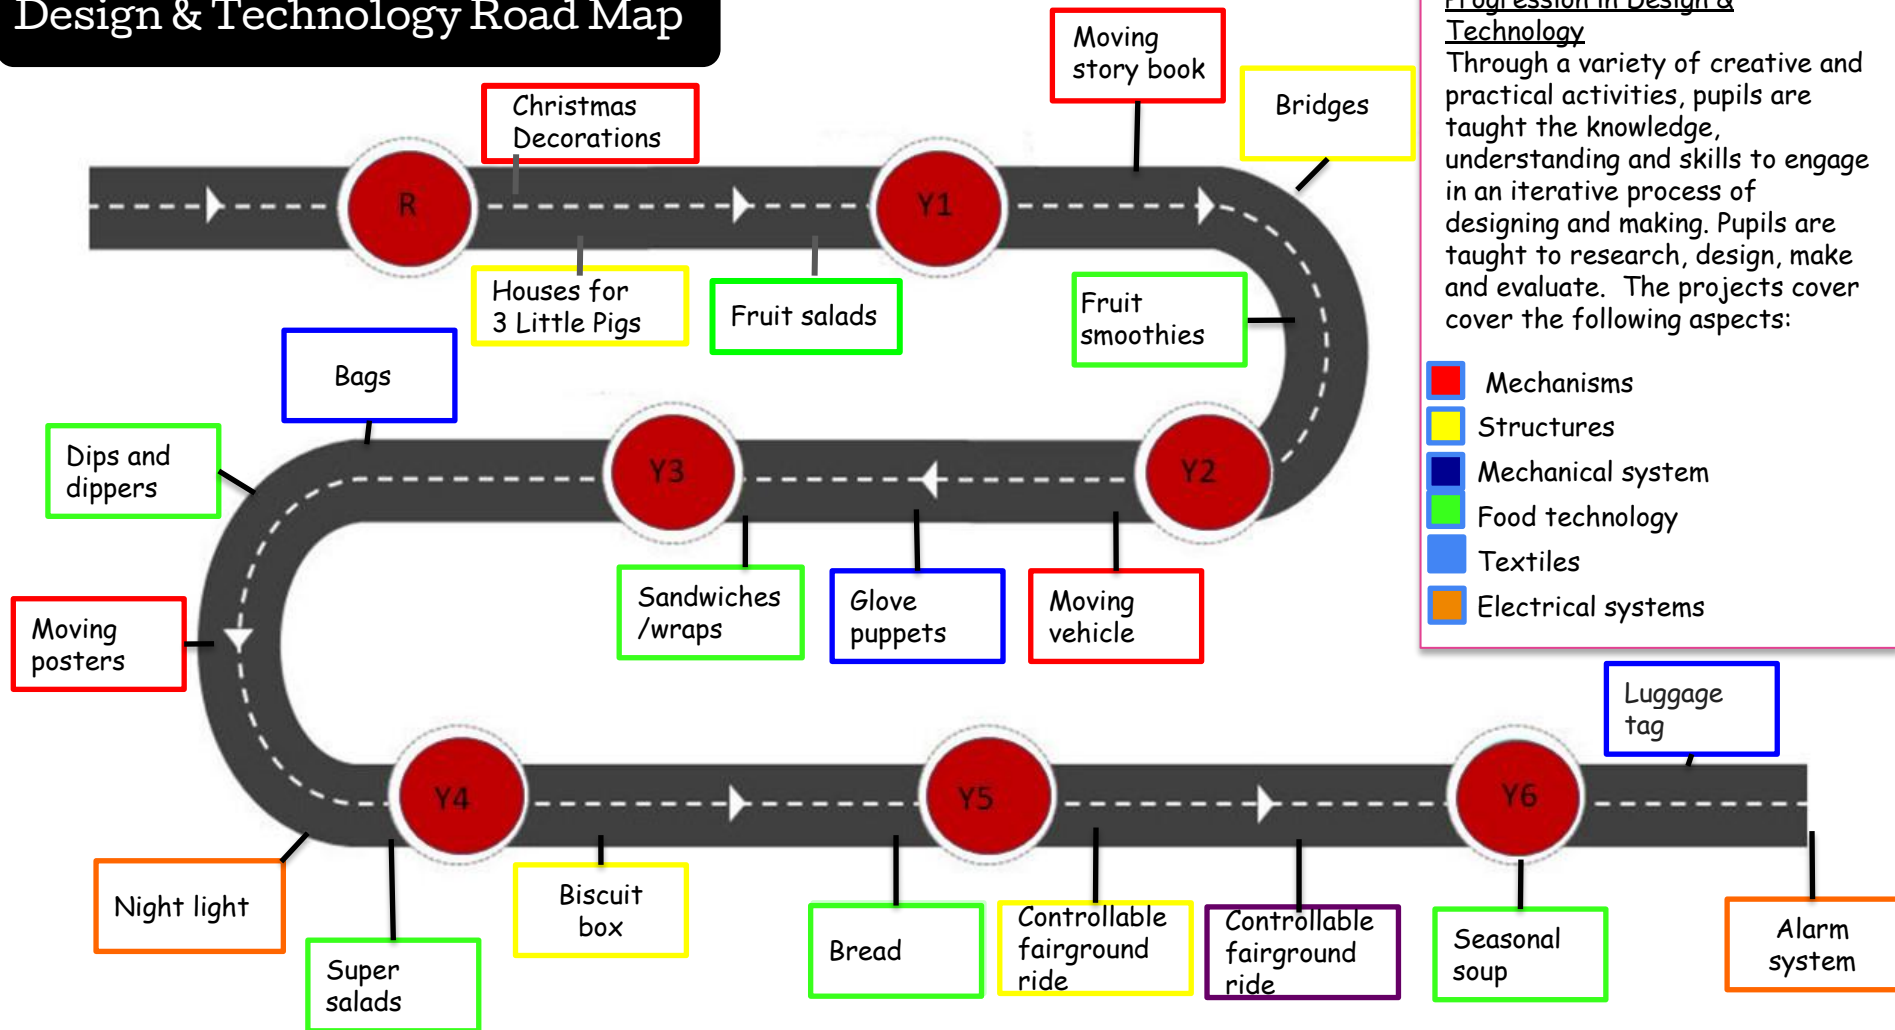 Design & Technology Road Map
Progression in Design &
Technology
Through a variety of creative and
practical activities, pupils are
taught the knowledge,
understanding and skills to engage
in an iterative process of
designing and making. Pupils are
taught to research, design, make
and evaluate.  The projects cover
cover the following aspects:
Mechanisms
Structures
Mechanical system
Food technology
Textiles
Electrical systems
R
Christmas
Decorations
Houses for
3 Little Pigs
Fruit salads
Y1
Moving
story book
Bridges
Fruit
smoothies
Y2
Moving
vehicle
Glove
puppets
Sandwiches
/wraps
Y3
Bags
Dips and
dippers
Moving
posters
Night light
Super
salads
Y4
Biscuit
box
Bread
Y5
Controllable
fairground
ride
Controllable
fairground
ride
Y6
Seasonal
soup
Luggage
tag
Alarm
system